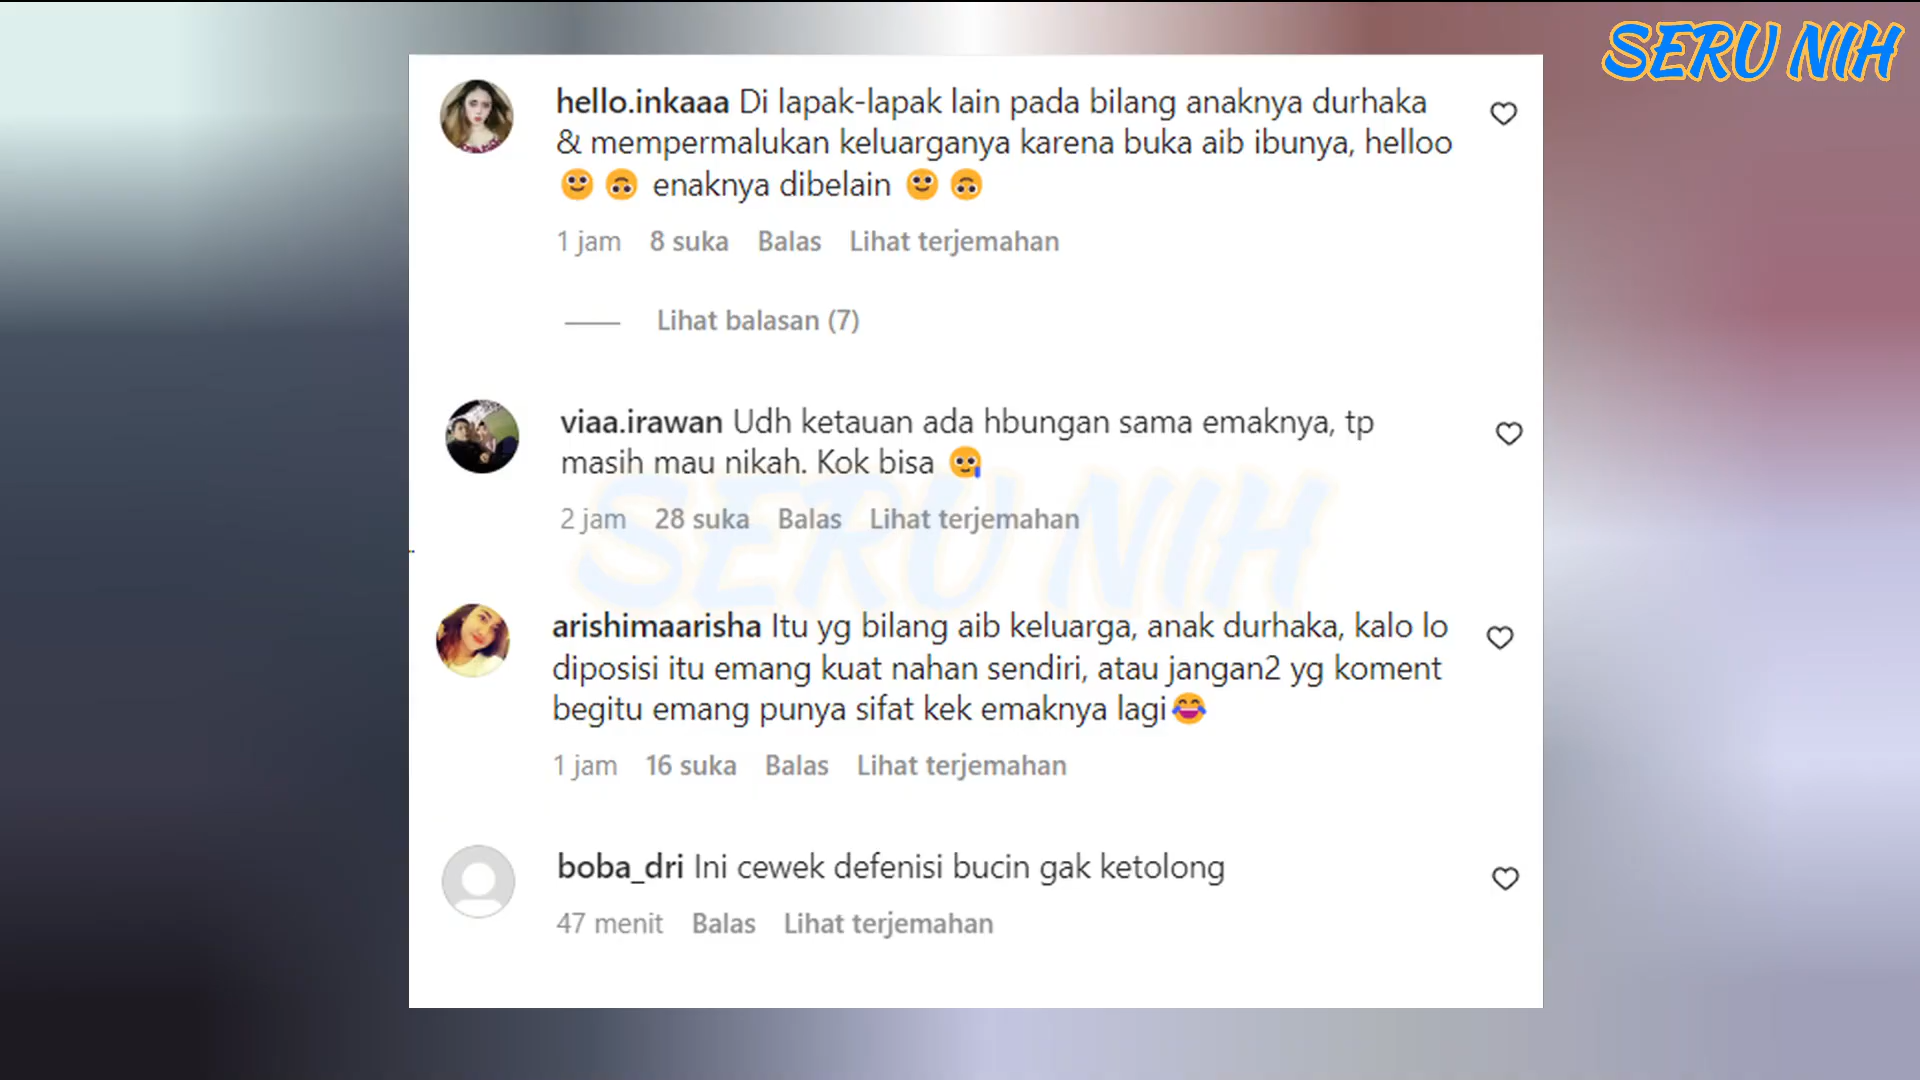 SERU NIH
hello.inkaaa Di lapak-lapak lain pada bilang anaknya durhaka
& mempermalukan keluarganya karena buka aib ibunya, helloo
🙂 🙃 enaknya dibelain 🙂 🙃
1 jam 8 suka Balas Lihat terjemahan
Lihat balasan (7)
viaa.irawan Udh ketauan ada hbungan sama emaknya, tp
masih mau nikah. Kok bisa 🥲
2 jam 28 suka Balas Lihat terjemahan
SERU NIH
arishimaarisha Itu yg bilang aib keluarga, anak durhaka, kalo lo
diposisi itu emang kuat nahan sendiri, atau jangan2 yg koment
begitu emang punya sifat kek emaknya lagi😂
1 jam 16 suka Balas Lihat terjemahan
boba_dri Ini cewek defenisi bucin gak ketolong
47 menit Balas Lihat terjemahan